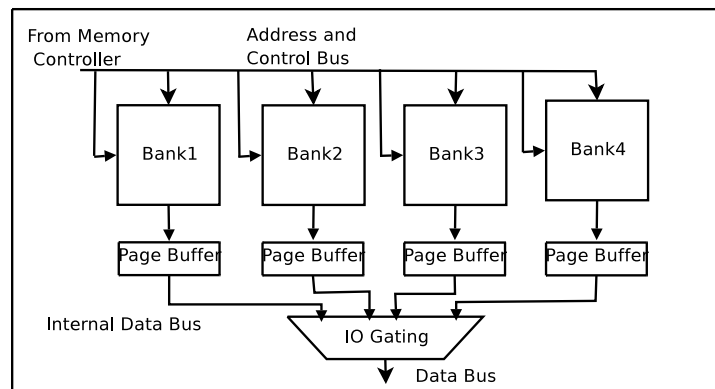 From Memory
Controller
Address and
Control Bus
Bank1
Bank2
Bank3
Bank4
Page Buffer
Page Buffer
Page Buffer
Page Buffer
Internal Data Bus
IO Gating
Data Bus